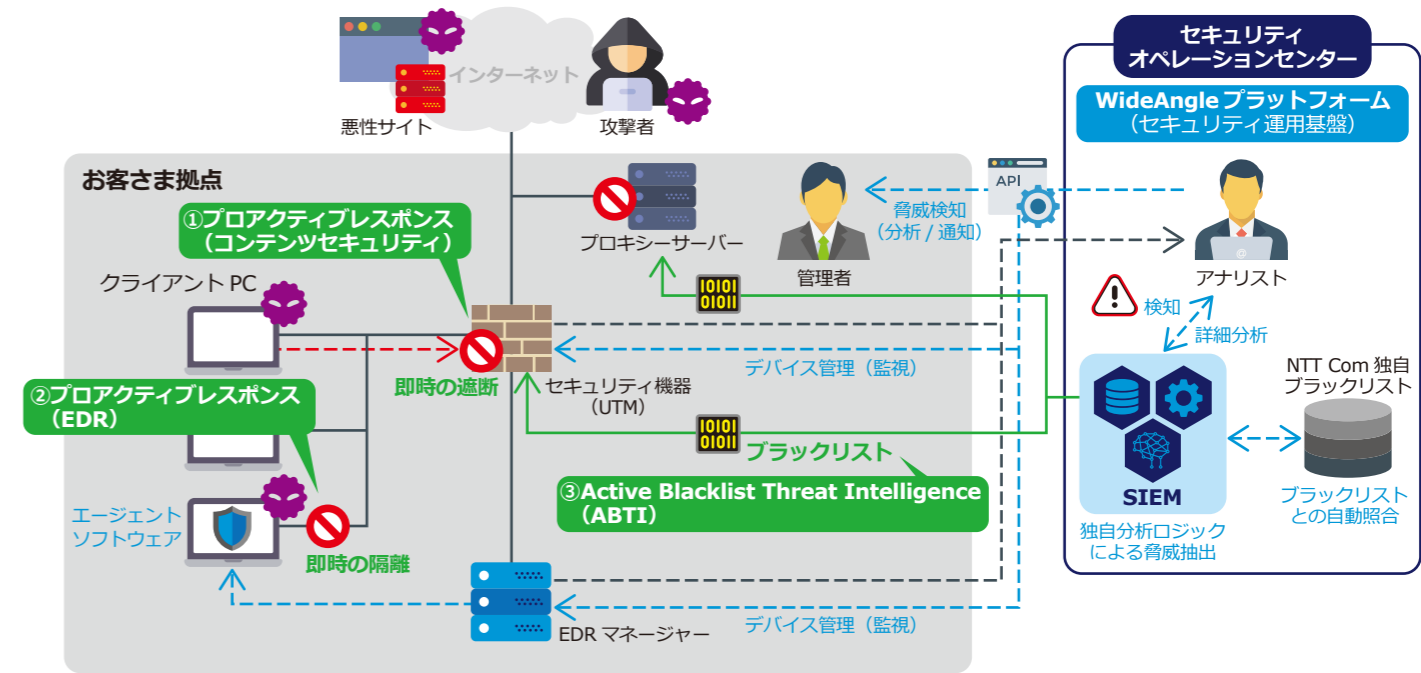 インターネット
悪性サイト
攻撃者
セキュリティ
オペレーションセンター
WideAngle プラットフォーム
（セキュリティ運用基盤）
お客さま拠点
①プロアクティブレスポンス
（コンテンツセキュリティ）
プロキシーサーバー
管理者
脅威検知
（分析 / 通知）
API
アナリスト
クライアント PC
10101
01011
検知
詳細分析
即時の遮断
セキュリティ機器
（UTM）
デバイス管理（監視）
NTT Com 独自
ブラックリスト
②プロアクティブレスポンス
（EDR）
10101
01011
ブラックリスト
③Active Blacklist Threat Intelligence
（ABTI）
SIEM
独自分析ロジック
による脅威抽出
ブラックリスト
との自動照合
エージェント
ソフトウェア
即時の隔離
EDR マネージャー
デバイス管理（監視）